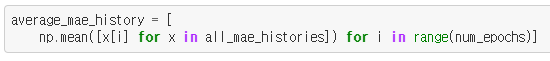 average_mae_history = [
np.mean([x[i] for x in all_mae_histories]) for i in range(num_epochs)]